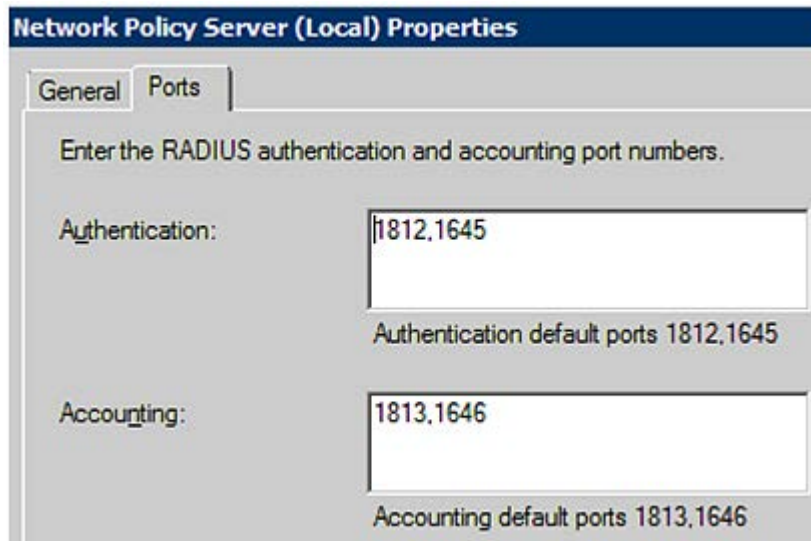 Network Policy Server (Local) Properties
General Ports
Enter the RADIUS authentication and accounting port numbers.
Authentication: 1812,1645
Authentication default ports 1812,1645
Accounting: 1813,1646
Accounting default ports 1813,1646